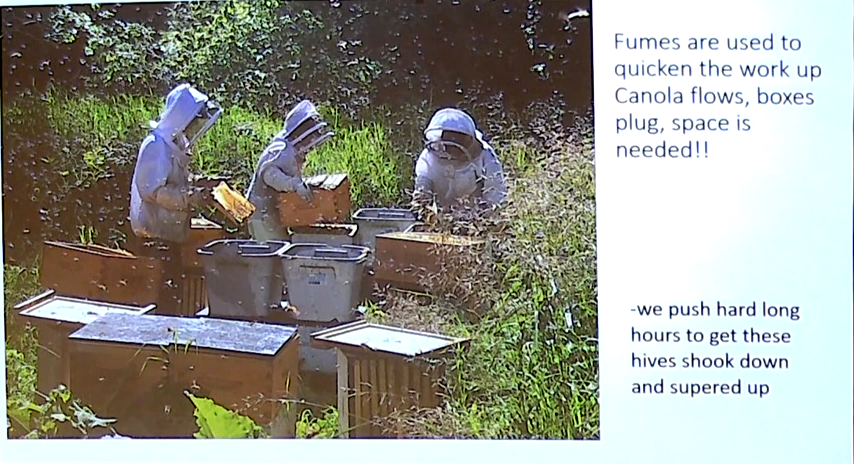 Fumes are used to
quicken the work up
Canola flows, boxes
plug, space is
needed!!
-we push hard long
hours to get these
hives shook down
and supered up